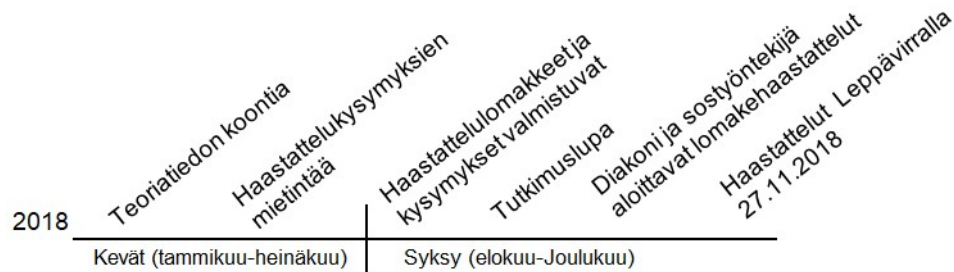 Teoriatiedon koontia
Haastattelukysymyksien
mietintää
Haastattelulomakkeet ja
kysymykset valmistuvat
Tutkimuslupa
Diakoni ja sostyöntekijä
aloittavat lomakehaastattelut
Haastattelut Leppävirralla
27.11.2018
2018
Kevät (tammikuu-heinäkuu)
Syksy (elokuu-Joulukuu)